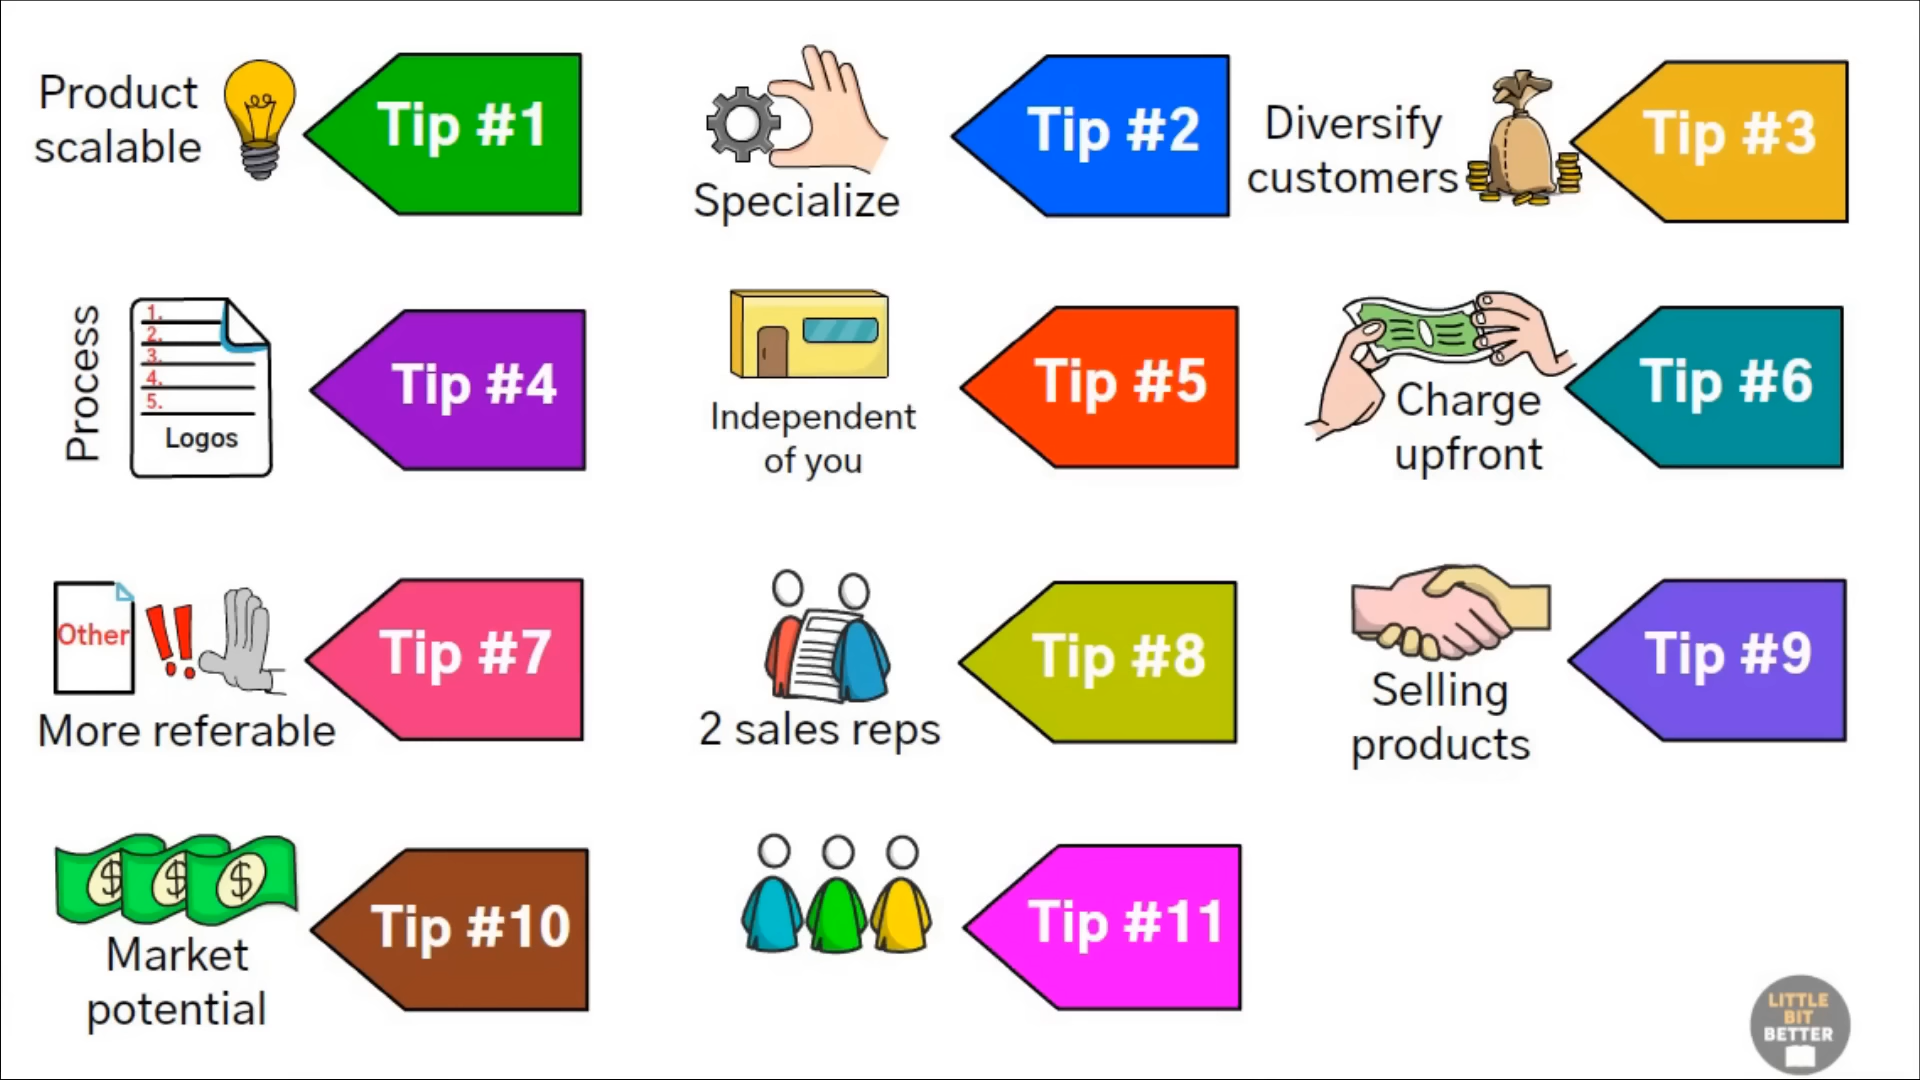 Product
scalable
Tip #1
Specialize
Tip #2
Diversify
customers
Tip #3
Process
1.
2.
3.
4.
5.
Logos
Tip #4
Independent
of you
Tip #5
Charge
upfront
Tip #6
Other
!!
More referable
Tip #7
2 sales reps
Tip #8
Selling
products
Tip #9
$ $ $
Market
potential
Tip #10
Tip #11
LITTLE
BIT
BETTER